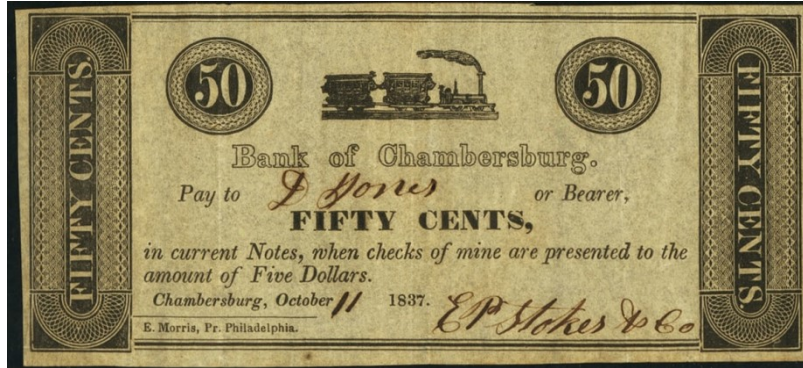 FIFTY CENTS.
50
50
Bank of Chambersburg.
Pay to D Jones or Bearer,
FIFTY CENTS,
in current Notes, when checks of mine are presented to the
amount of Five Dollars.
Chambersburg, October 11 1837.
E P Stokes & Co
E. Morris, Pr. Philadelphia.
FIFTY CENTS.